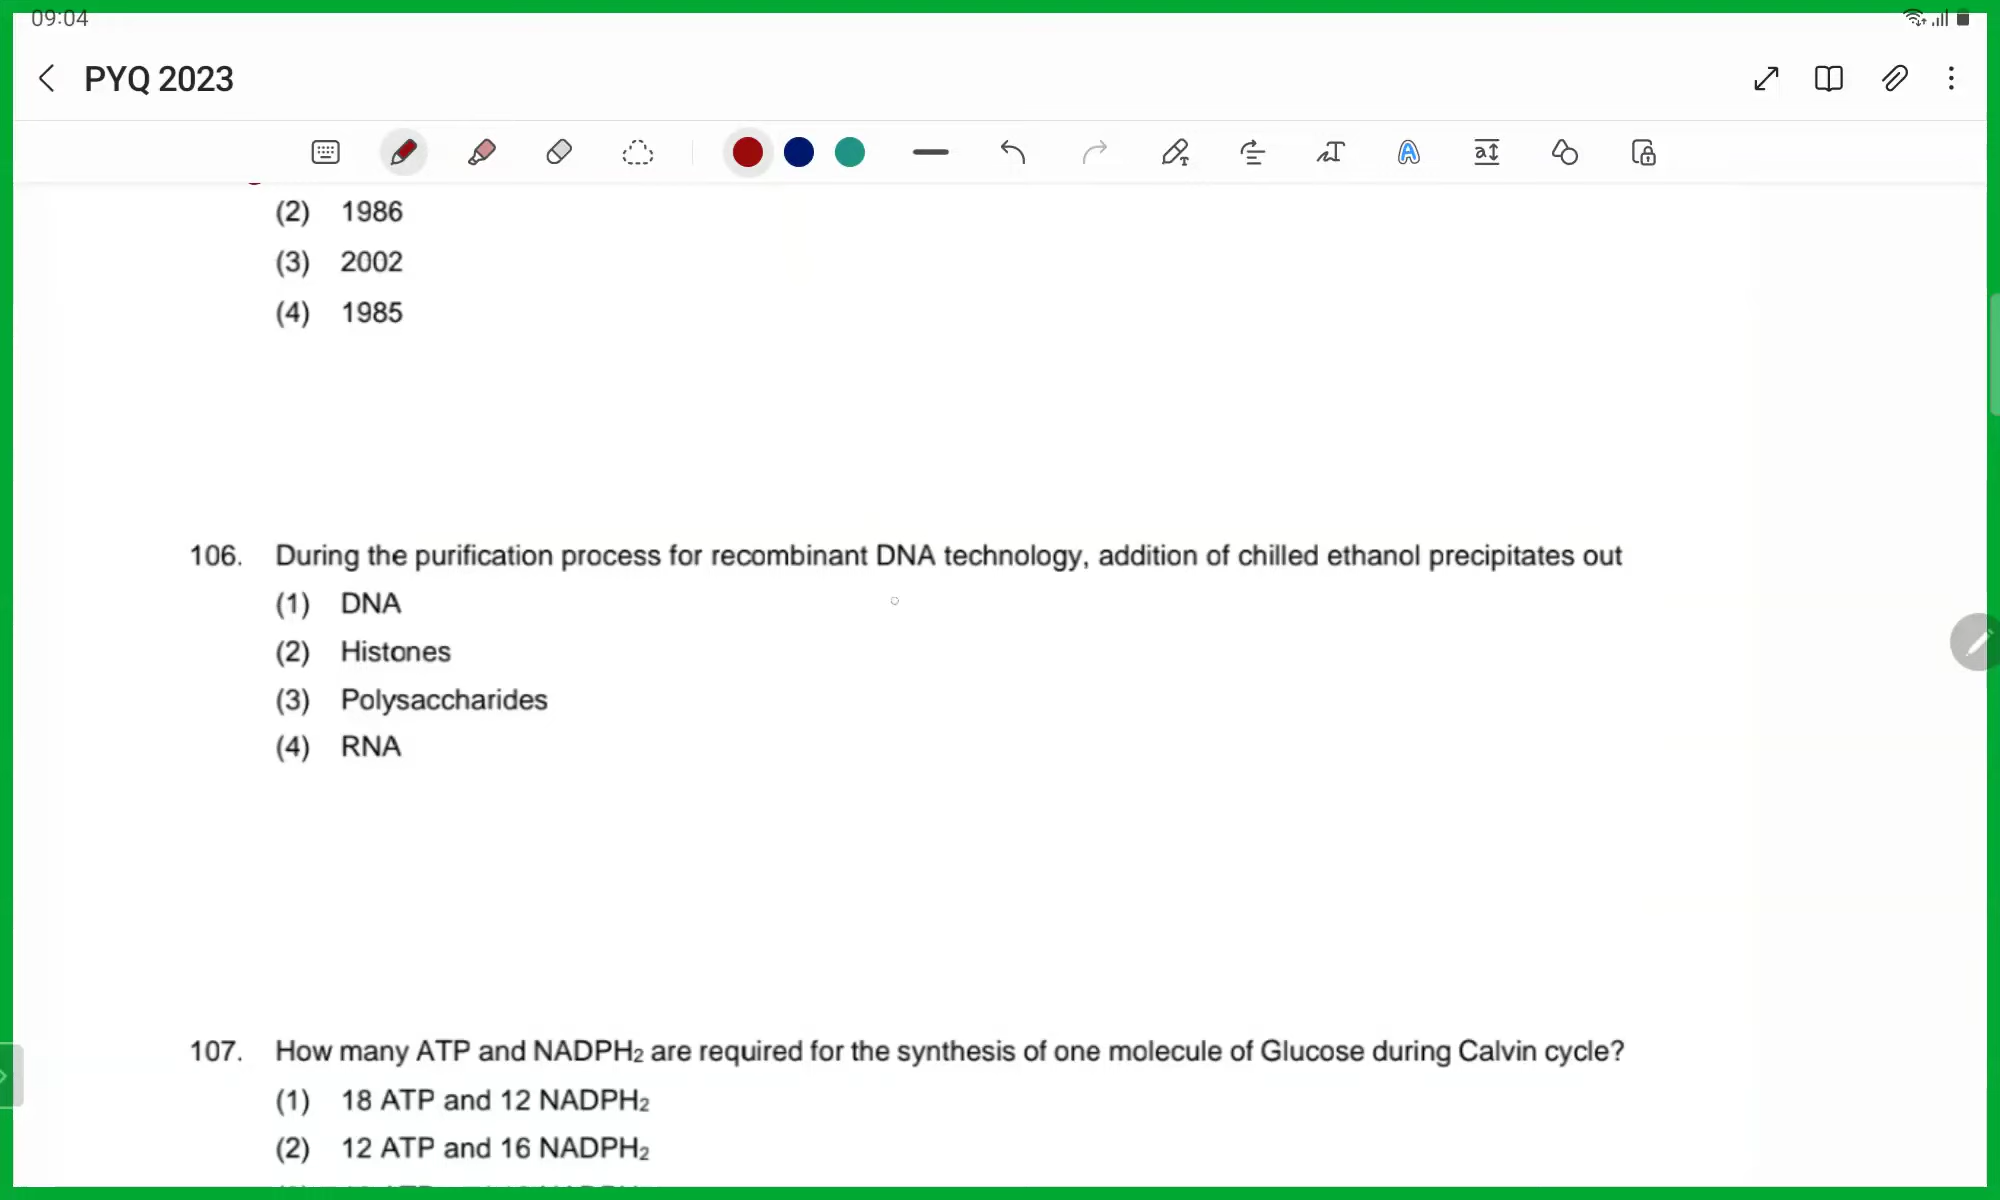 09:04
PYQ 2023
(2) 1986
(3) 2002
(4) 1985
106. During the purification process for recombinant DNA technology, addition of chilled ethanol precipitates out
(1) DNA
(2) Histones
(3) Polysaccharides
(4) RNA
107. How many ATP and NADPH₂ are required for the synthesis of one molecule of Glucose during Calvin cycle?
(1) 18 ATP and 12 NADPH₂
(2) 12 ATP and 16 NADPH₂